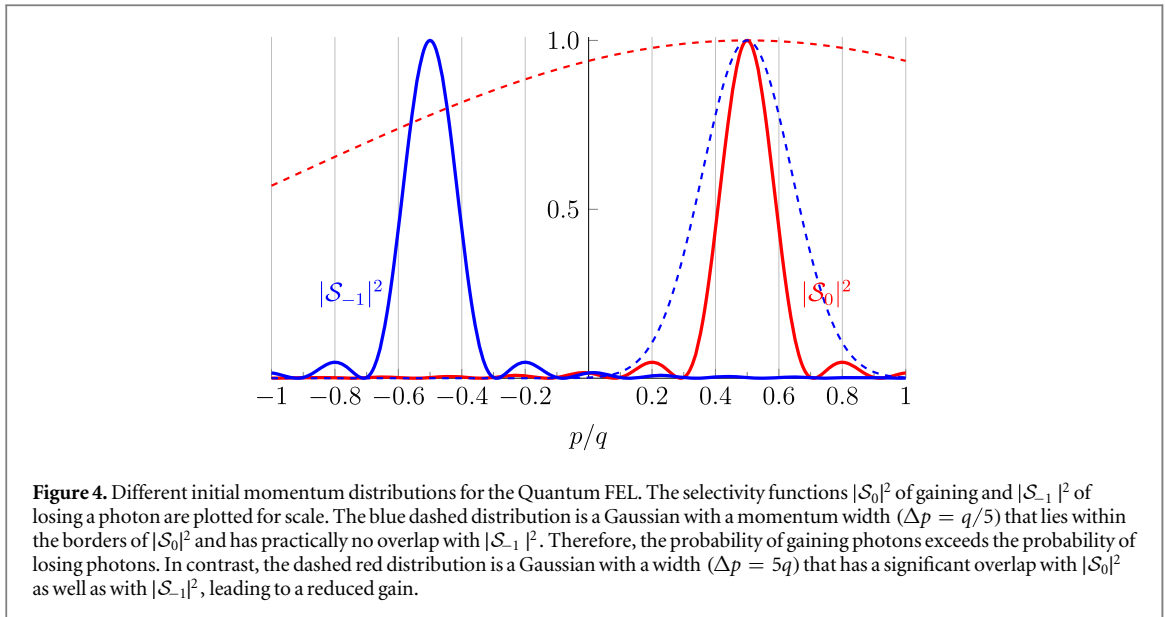 1.0
0.5
|𝒮₋₁|²
|𝒮₀|²
−1 −0.8 −0.6 −0.4 −0.2 0.2 0.4 0.6 0.8 1
p/q
Figure 4. Different initial momentum distributions for the Quantum FEL. The selectivity functions |𝒮₀|² of gaining and |𝒮₋₁ |² of
losing a photon are plotted for scale. The blue dashed distribution is a Gaussian with a momentum width (Δp = q/5) that lies within
the borders of |𝒮₀|² and has practically no overlap with |𝒮₋₁ |². Therefore, the probability of gaining photons exceeds the probability of
losing photons. In contrast, the dashed red distribution is a Gaussian with a width (Δp = 5q) that has a significant overlap with |𝒮₀|²
as well as with |𝒮₋₁|², leading to a reduced gain.